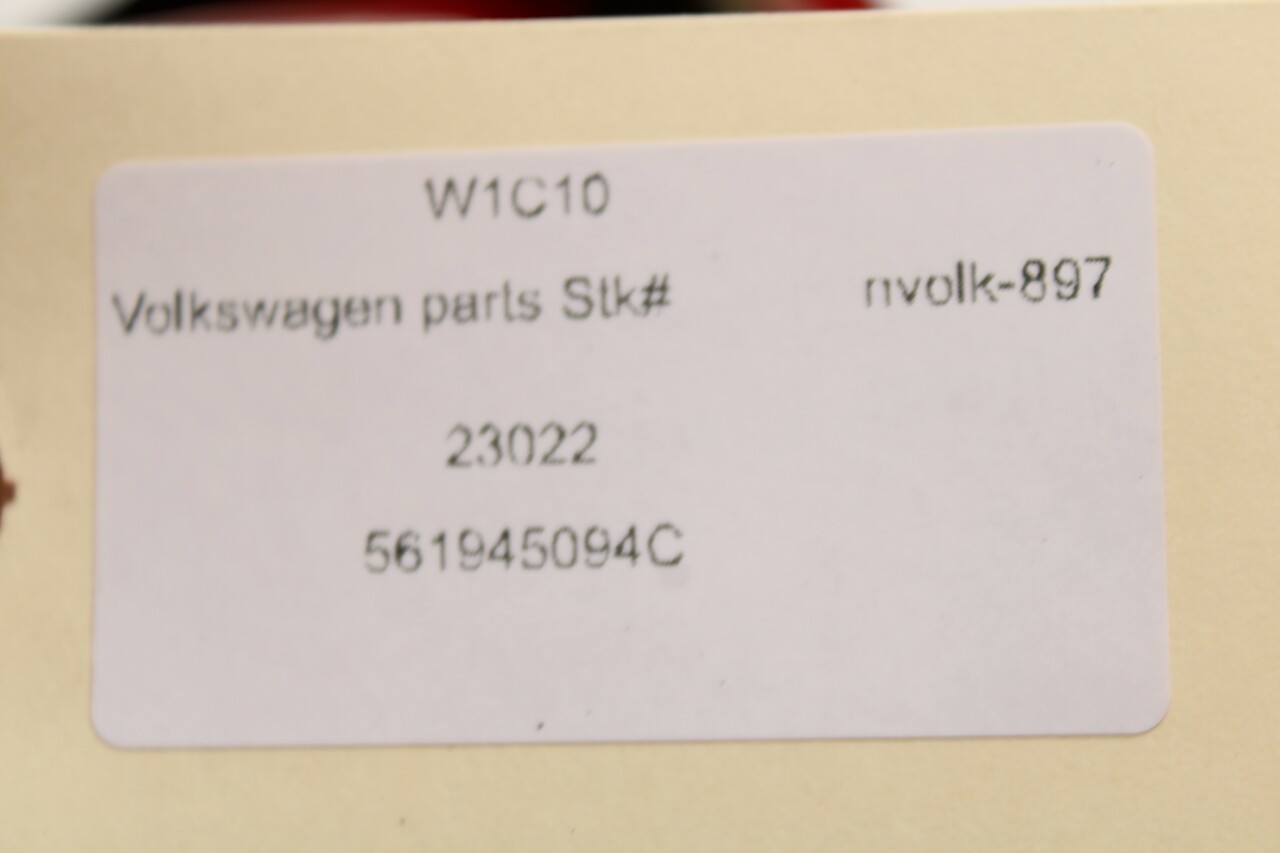 W1C10
Volkswagen parts Stk# nvolk-897
23022
561945094C